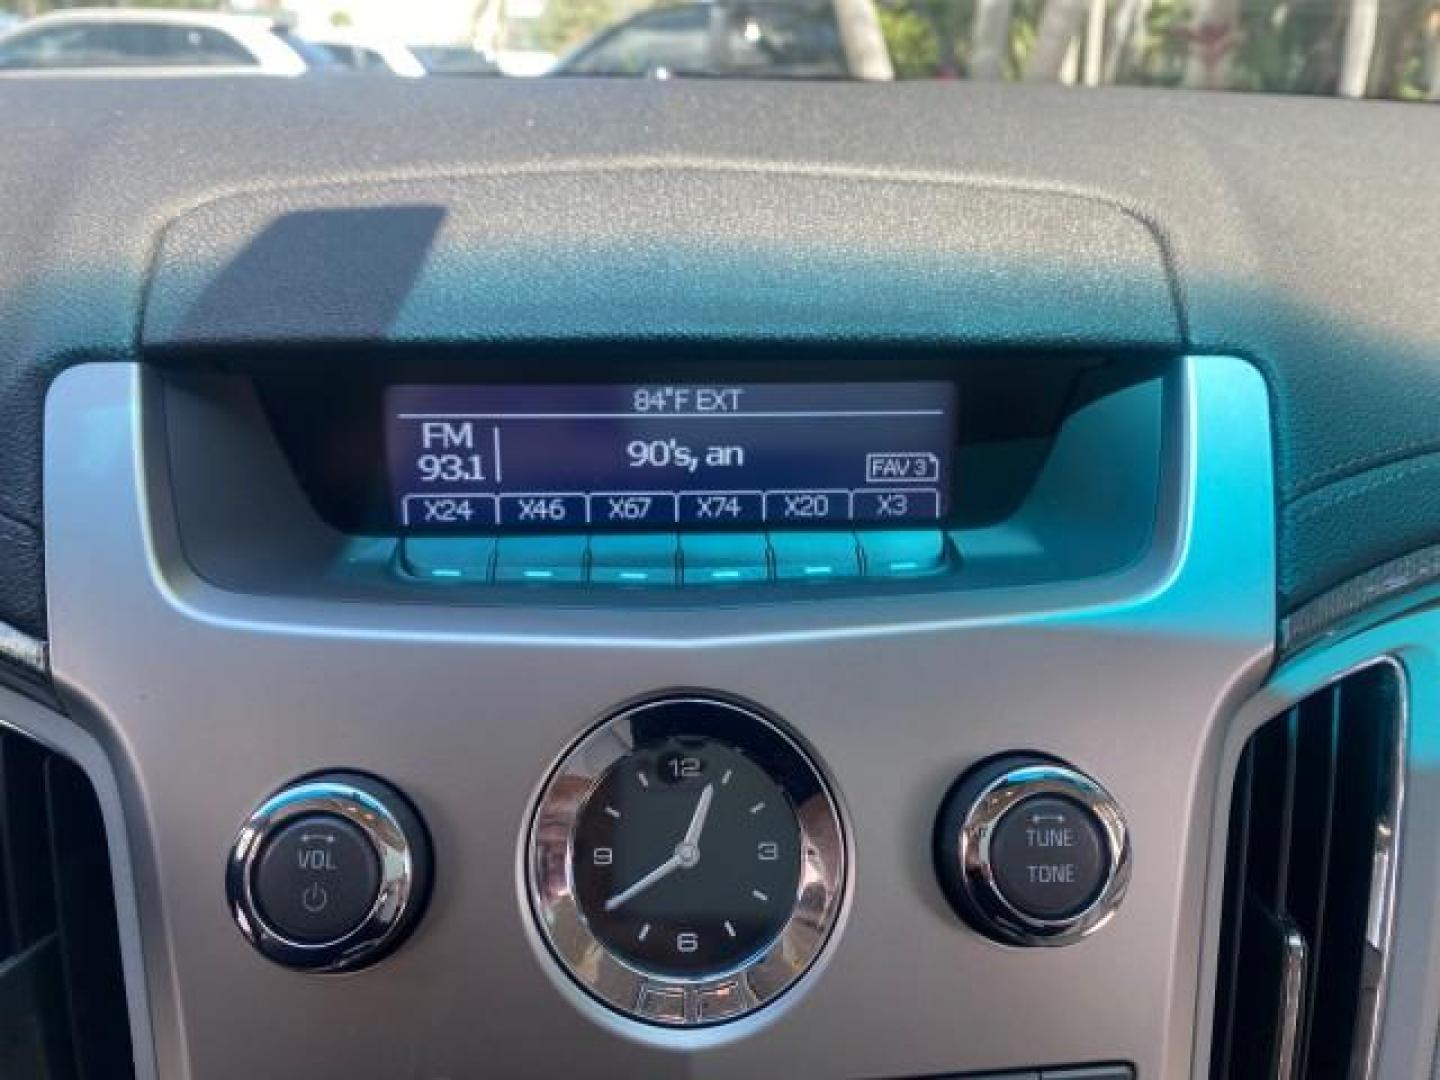 84°F EXT
FM
93.1
90's, an
FAV 3
X24 X46 X67 X74 X20 X3
12
3
6
9
VOL
TUNE
TONE